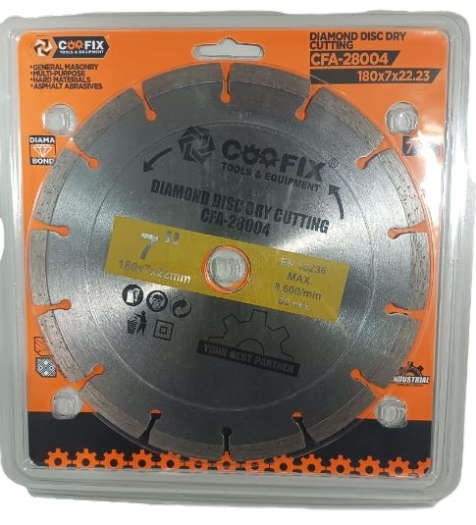 COOFIX
TOOLS & EQUIPMENT
*GENERAL MASONRY
*MULTI-PURPOSE
*HARD MATERIALS
*ASPHALT ABRASIVES
DIAMOND DISC DRY
CUTTING
CFA-28004
180x7x22.23
DIAMA
BOND
COOFIX®
TOOLS & EQUIPMENT
DIAMOND DISC DRY CUTTING
CFA-28004
7"
180x7x22mm
MAX.
8,600/min
YOUR BEST PARTNER
INDUSTRIAL